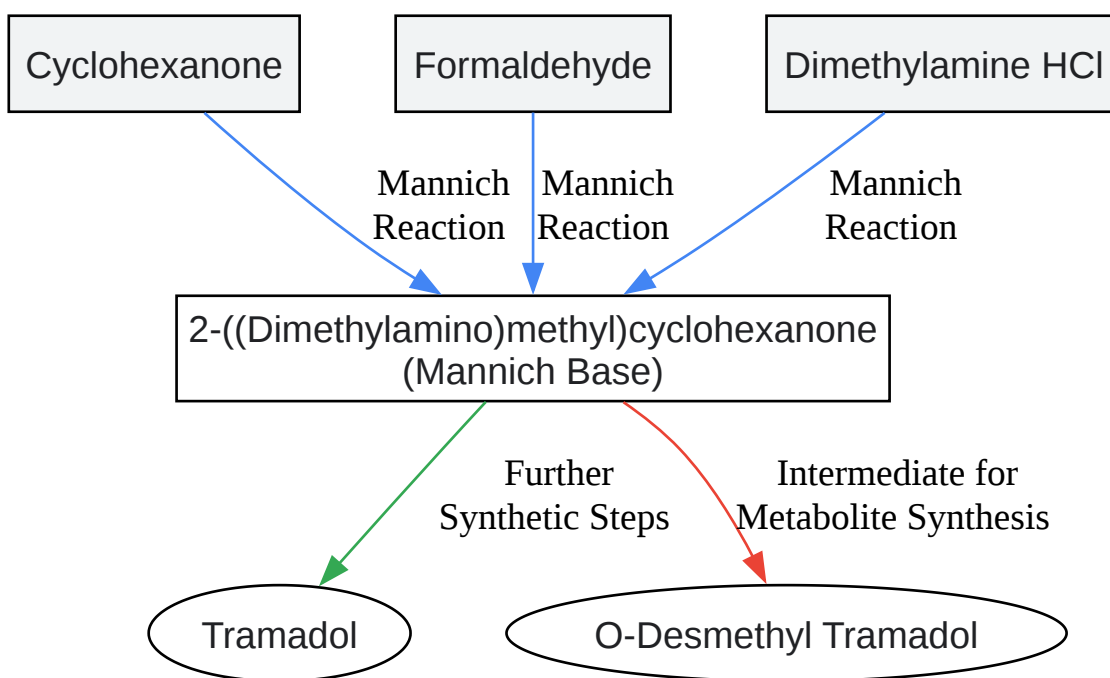 Cyclohexanone
Formaldehyde
Dimethylamine HCl
Mannich
Reaction
Mannich
Reaction
Mannich
Reaction
2-((Dimethylamino)methyl)cyclohexanone
(Mannich Base)
Further
Synthetic Steps
Intermediate for
Metabolite Synthesis
Tramadol
O-Desmethyl Tramadol